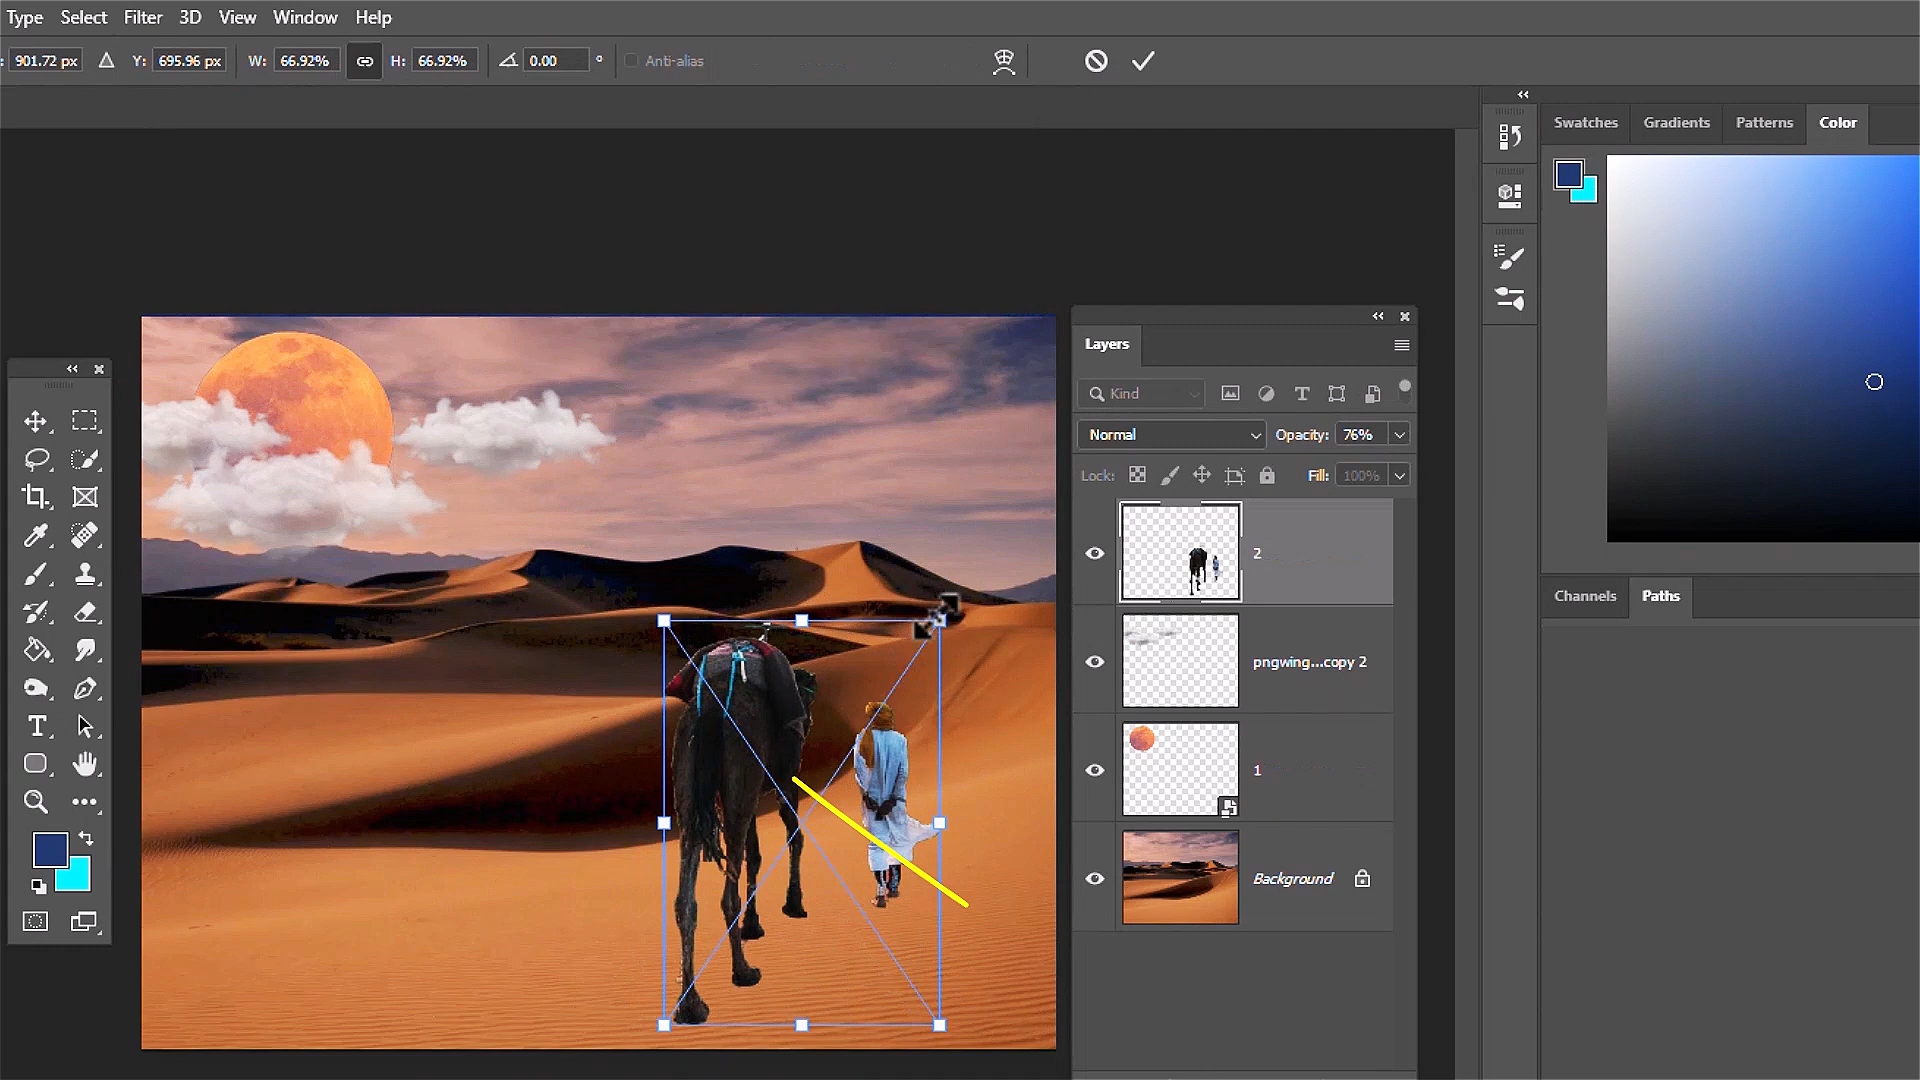 Type Select Filter 3D View Window Help
: 901.72 px Y: 695.96 px W: 66.92% H: 66.92% 0.00 ° Anti-alias
Swatches Gradients Patterns Color
Layers
Kind
Normal Opacity: 76%
Lock: Fill: 100%
2
Channels Paths
pngwing...copy 2
1
Background